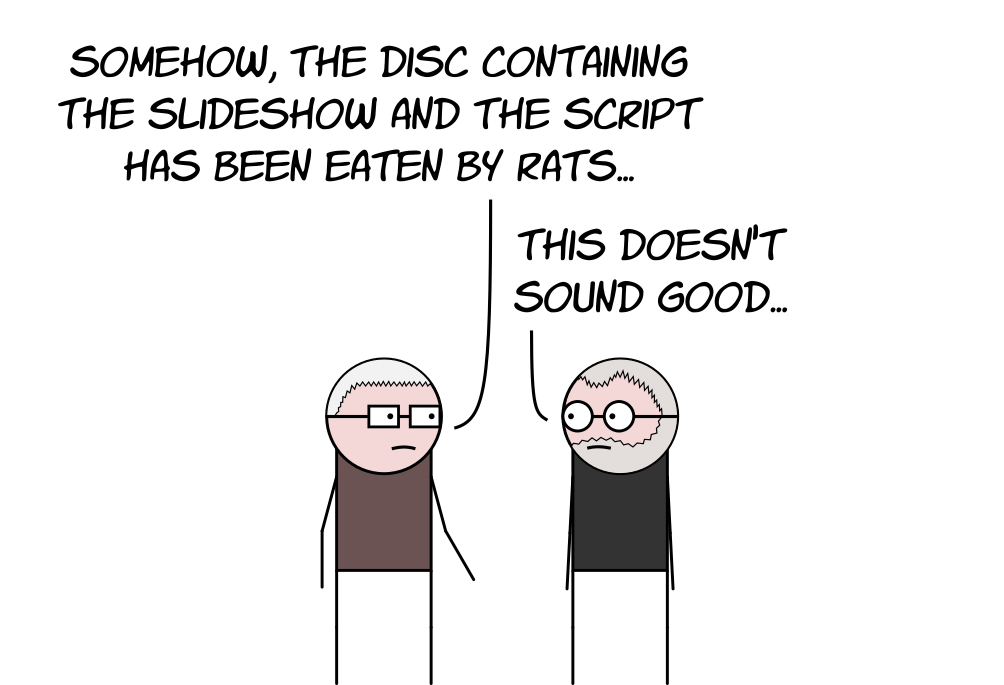 SOMEHOW, THE DISC CONTAINING
THE SLIDESHOW AND THE SCRIPT
HAS BEEN EATEN BY RATS...
THIS DOESN'T
SOUND GOOD...